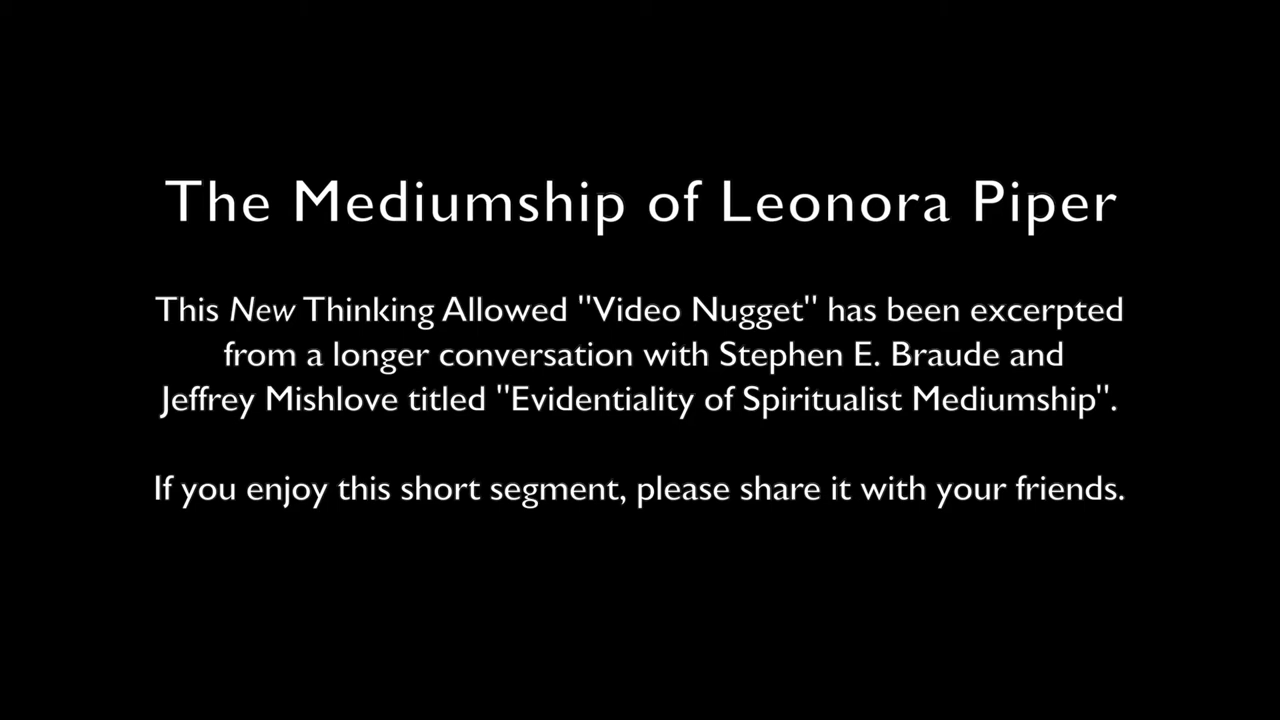 The Mediumship of Leonora Piper
This New Thinking Allowed "Video Nugget" has been excerpted
from a longer conversation with Stephen E. Braude and
Jeffrey Mishlove titled "Evidentiality of Spiritualist Mediumship".
If you enjoy this short segment, please share it with your friends.